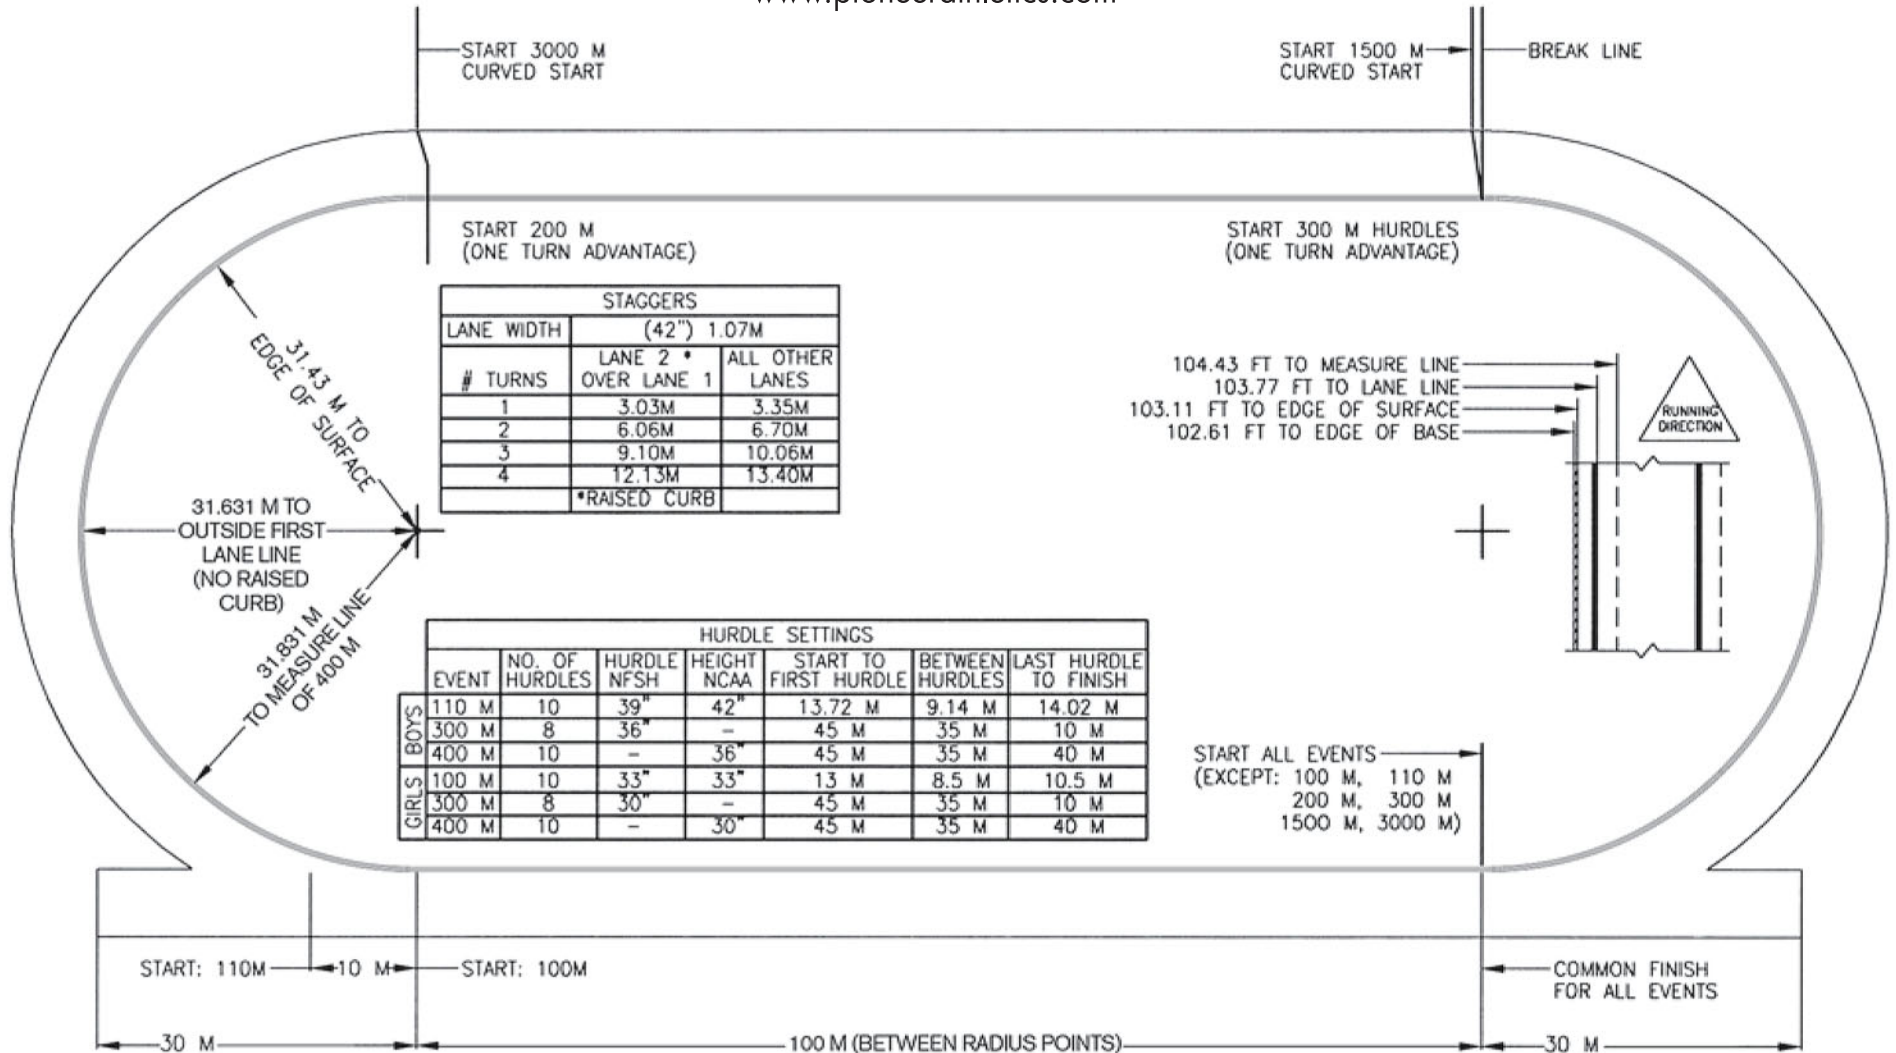 START 3000 M
CURVED START
START 1500 M
CURVED START
BREAK LINE
START 200 M
(ONE TURN ADVANTAGE)
START 300 M HURDLES
(ONE TURN ADVANTAGE)
31.43 M TO
EDGE OF SURFACE
31.631 M TO
OUTSIDE FIRST
LANE LINE
(NO RAISED
CURB)
31.831 M
TO MEASURE LINE
OF 400 M
STAGGERS
LANE WIDTH (42") 1.07M
# TURNS LANE 2 * OVER LANE 1 ALL OTHER LANES
1 3.03M 3.35M
2 6.06M 6.70M
3 9.10M 10.06M
4 12.13M 13.40M
*RAISED CURB
104.43 FT TO MEASURE LINE
103.77 FT TO LANE LINE
103.11 FT TO EDGE OF SURFACE
102.61 FT TO EDGE OF BASE
RUNNING
DIRECTION
HURDLE SETTINGS
EVENT NO. OF HURDLES HURDLE NFSH HEIGHT NCAA START TO FIRST HURDLE BETWEEN HURDLES LAST HURDLE TO FINISH
BOYS
110 M 10 39" 42" 13.72 M 9.14 M 14.02 M
300 M 8 36" - 45 M 35 M 10 M
400 M 10 - 36" 45 M 35 M 40 M
GIRLS
100 M 10 33" 33" 13 M 8.5 M 10.5 M
300 M 8 30" - 45 M 35 M 10 M
400 M 10 - 30" 45 M 35 M 40 M
START ALL EVENTS
(EXCEPT: 100 M, 110 M
200 M, 300 M
1500 M, 3000 M)
START: 110M
10 M
START: 100M
COMMON FINISH
FOR ALL EVENTS
30 M
100 M (BETWEEN RADIUS POINTS)
30 M